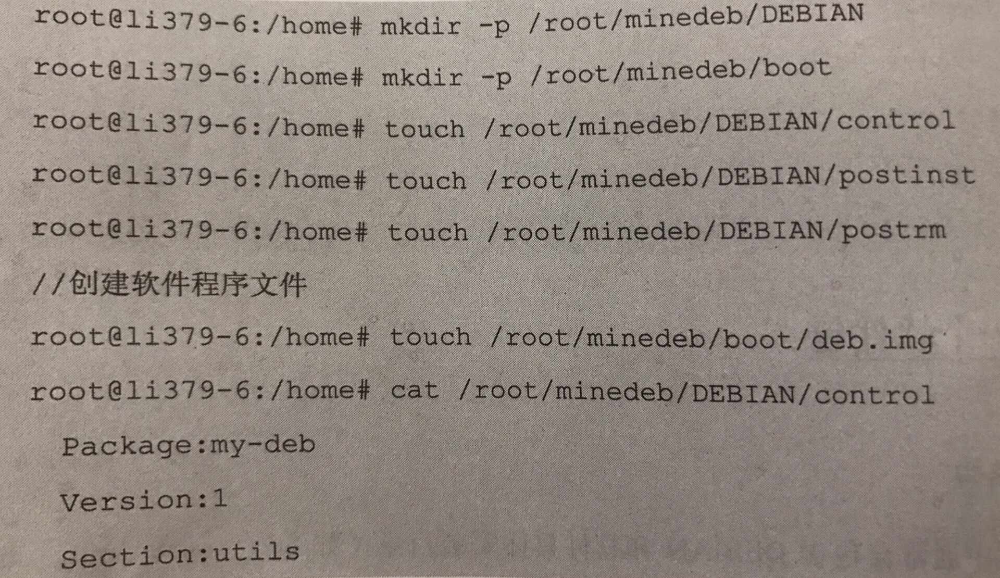 root@li379-6:/home# mkdir -p /root/minedeb/DEBIAN
root@li379-6:/home# mkdir -p /root/minedeb/boot
root@li379-6:/home# touch /root/minedeb/DEBIAN/control
root@li379-6:/home# touch /root/minedeb/DEBIAN/postinst
root@li379-6:/home# touch /root/minedeb/DEBIAN/postrm
//创建软件程序文件
root@li379-6:/home# touch /root/minedeb/boot/deb.img
root@li379-6:/home# cat /root/minedeb/DEBIAN/control
Package:my-deb
Version:1
Section:utils